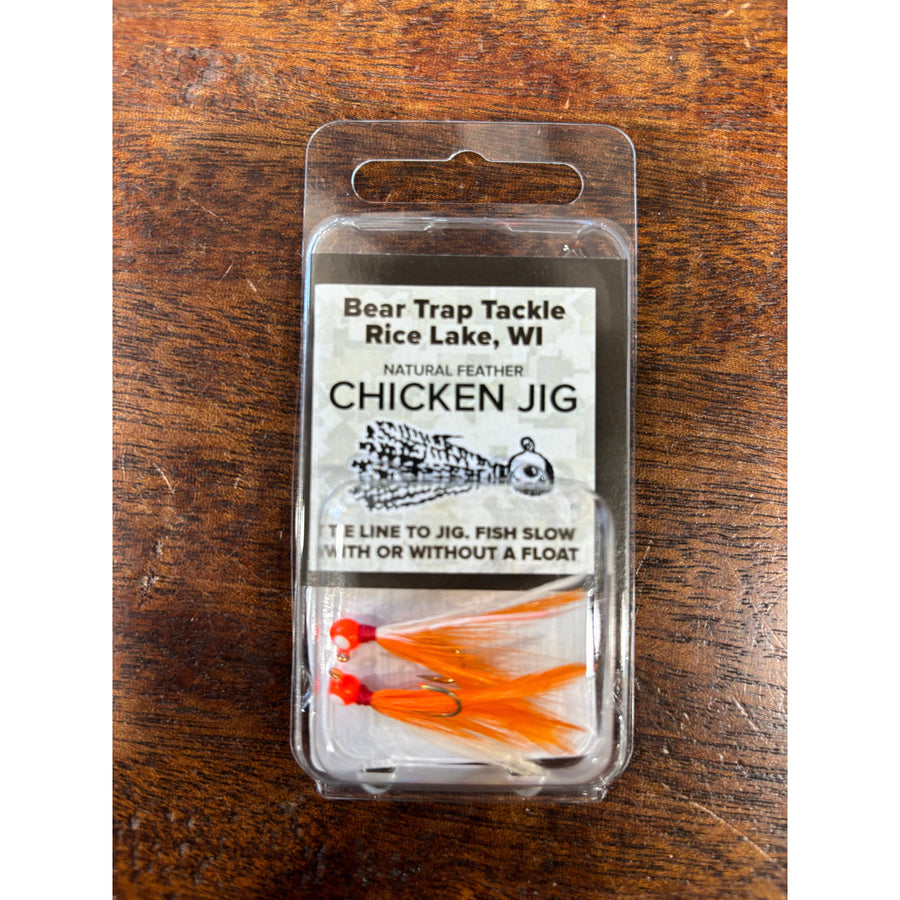 Bear Trap Tackle
Rice Lake, WI
NATURAL FEATHER
CHICKEN JIG
TIE LINE TO JIG. FISH SLOW
WITH OR WITHOUT A FLOAT